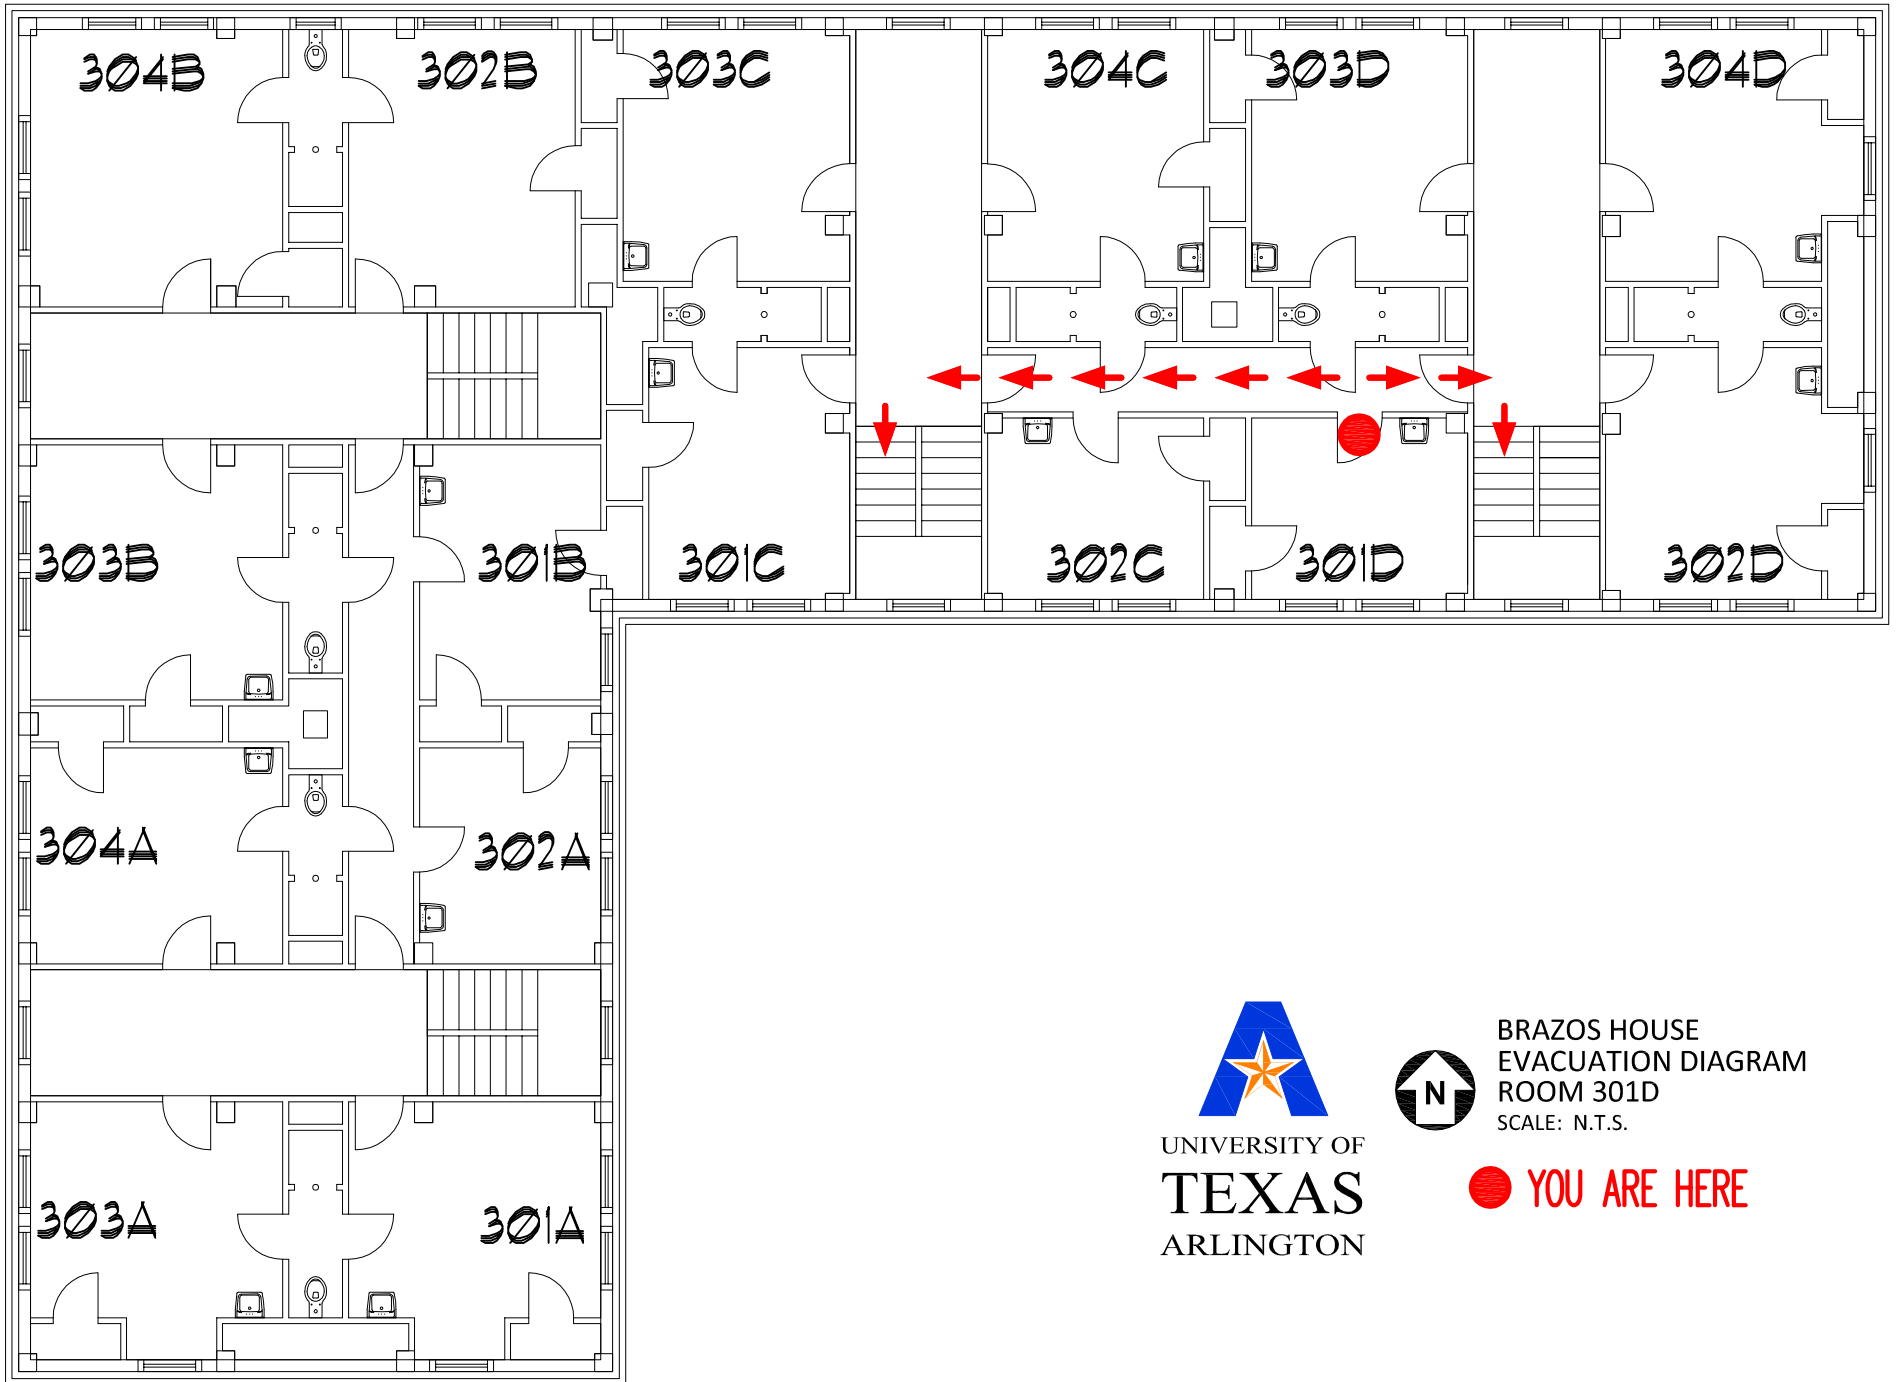 304B
302B
303C
304C
303D
304D
303B
301B
301C
302C
301D
302D
304A
302A
303A
301A
UNIVERSITY OF
TEXAS
ARLINGTON
N
BRAZOS HOUSE
EVACUATION DIAGRAM
ROOM 301D
SCALE: N.T.S.
YOU ARE HERE